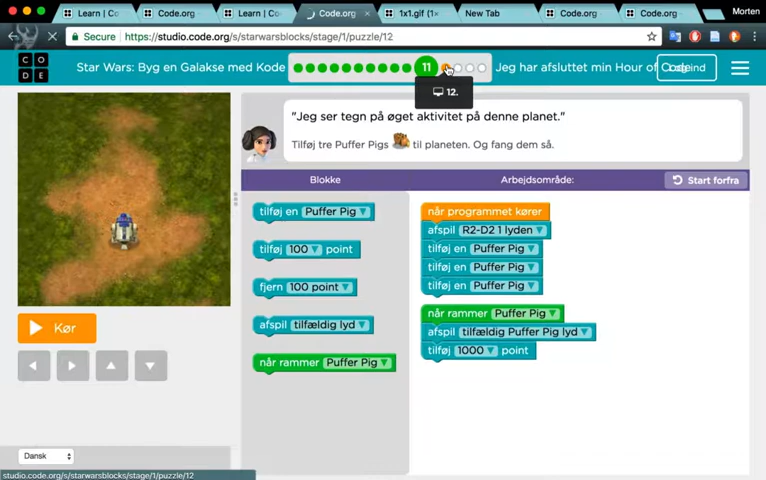 Learn | Co
Code.org
Learn | Co
Code.org
1x1.gif (1×
New Tab
Code.org
Code.org
Morten
Secure
https://studio.code.org/s/starwarsblocks/stage/1/puzzle/12
C O
D E
Star Wars: Byg en Galakse med Kode
11
Jeg har afsluttet min Hour of Code
Log ind
12.
"Jeg ser tegn på øget aktivitet på denne planet."
Tilføj tre Puffer Pigs til planeten. Og fang dem så.
Blokke
Arbejdsområde:
Start forfra
tilføj en Puffer Pig
tilføj 100 point
fjern 100 point
afspil tilfældig lyd
når rammer Puffer Pig
når programmet kører
afspil R2-D2 1 lyden
tilføj en Puffer Pig
tilføj en Puffer Pig
tilføj en Puffer Pig
når rammer Puffer Pig
afspil tilfældig Puffer Pig lyd
tilføj 1000 point
Kør
Dansk
https://studio.code.org/s/starwarsblocks/stage/1/puzzle/12